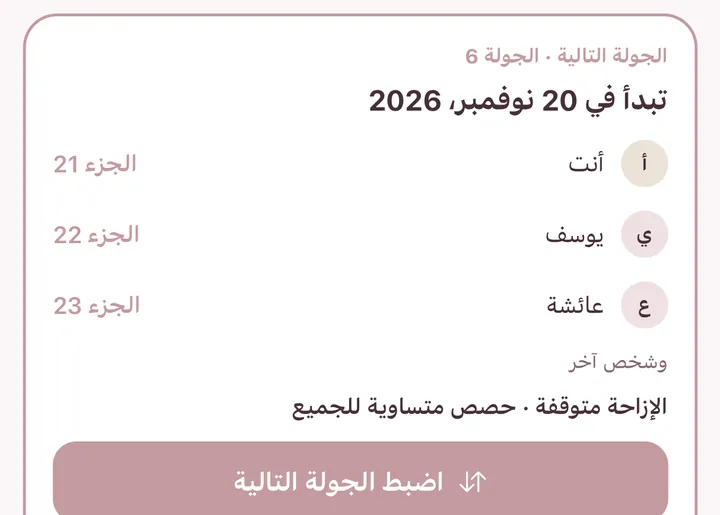 الجولة التالية · الجولة 6
تبدأ في 20 نوفمبر، 2026
أ أنت الجزء 21
ي يوسف الجزء 22
ع عائشة الجزء 23
وشخص آخر
الإزاحة متوقفة · حصص متساوية للجميع
اضبط الجولة التالية